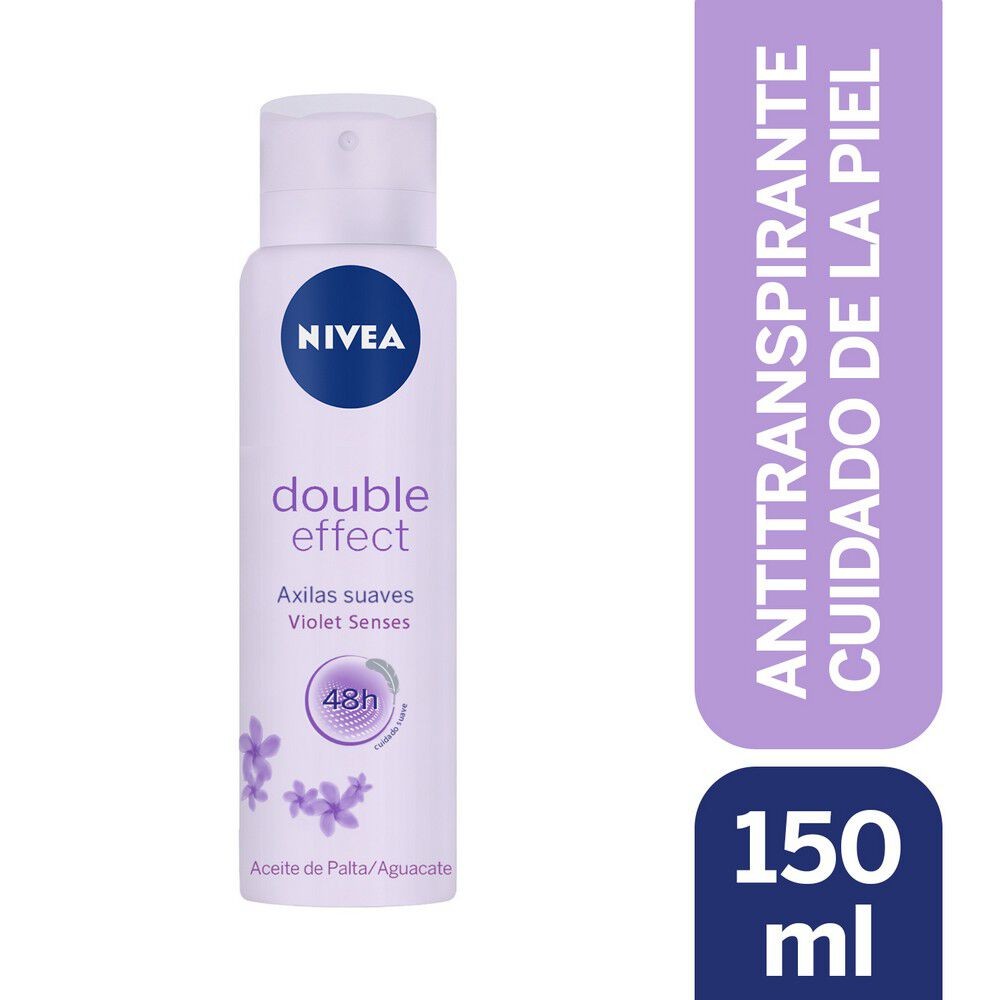 NIVEA
double
effect
Axilas suaves
Violet Senses
48h
cuidado suave
Aceite de Palta/Aguacate
ANTITRANSPIRANTE
CUIDADO DE LA PIEL
150
ml